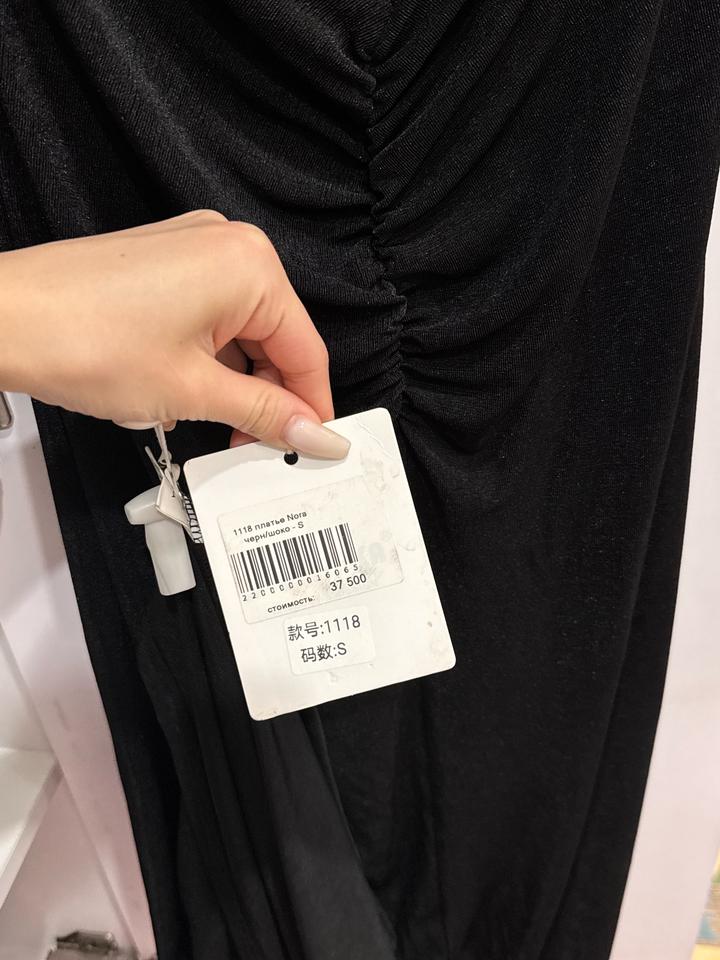 1118 платье Nora
черн/шоко - S
2200000016065
стоимость: 37 500
款号:1118
码数:S